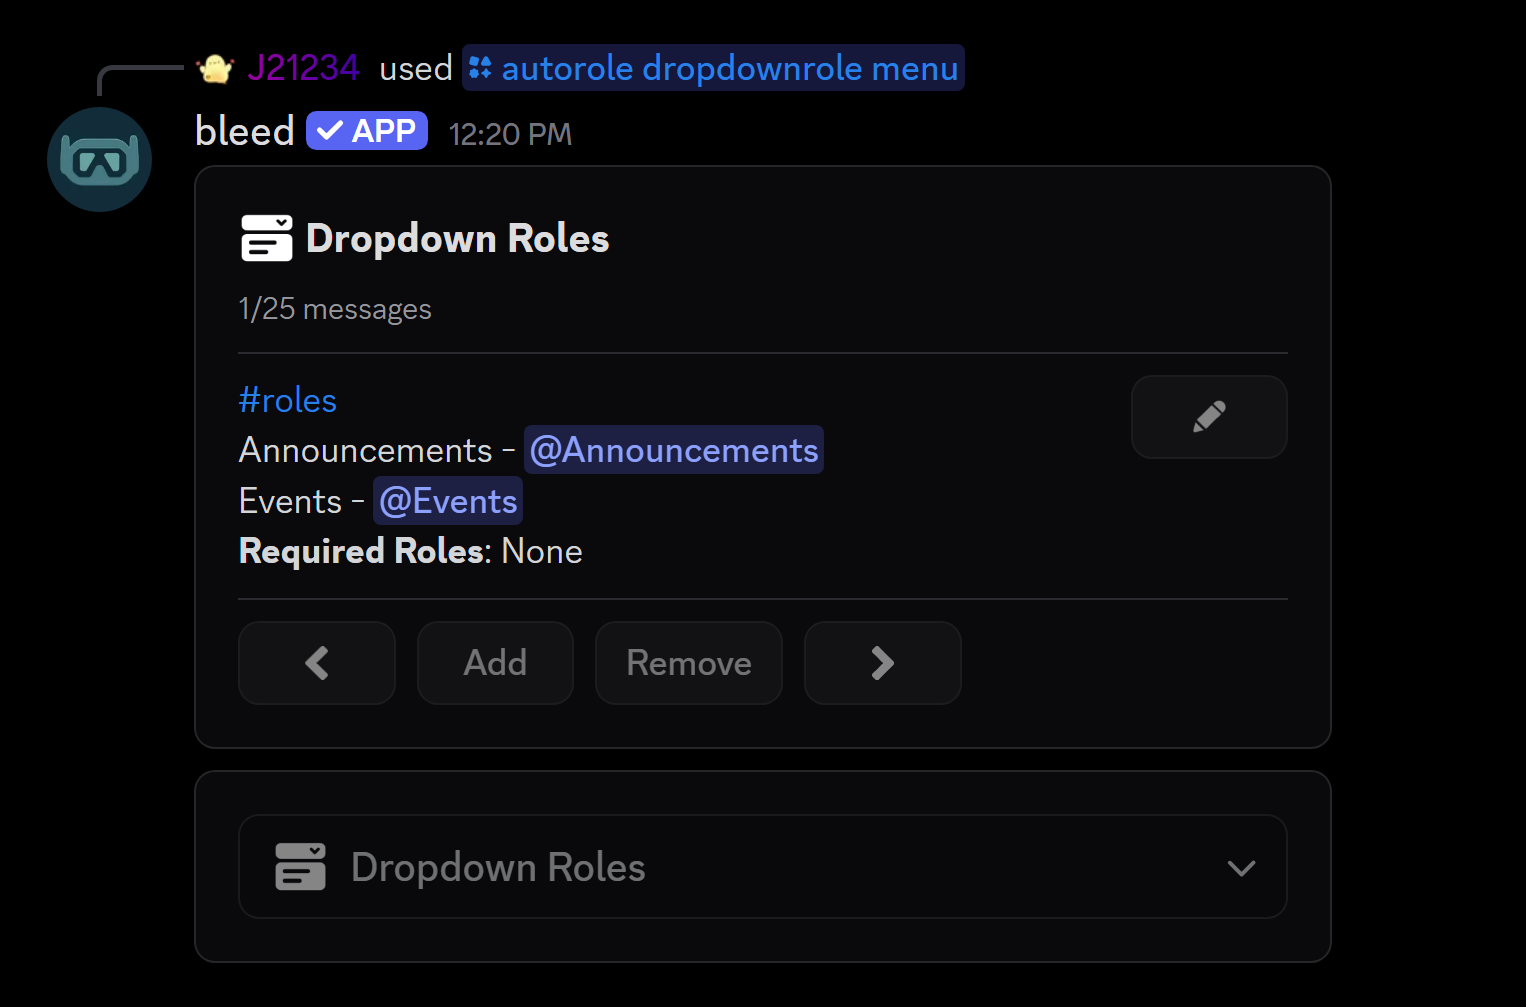 J21234 used autorole dropdownrole menu
bleed APP 12:20 PM
Dropdown Roles
1/25 messages
#roles
Announcements - @Announcements
Events - @Events
Required Roles: None
Add Remove
Dropdown Roles